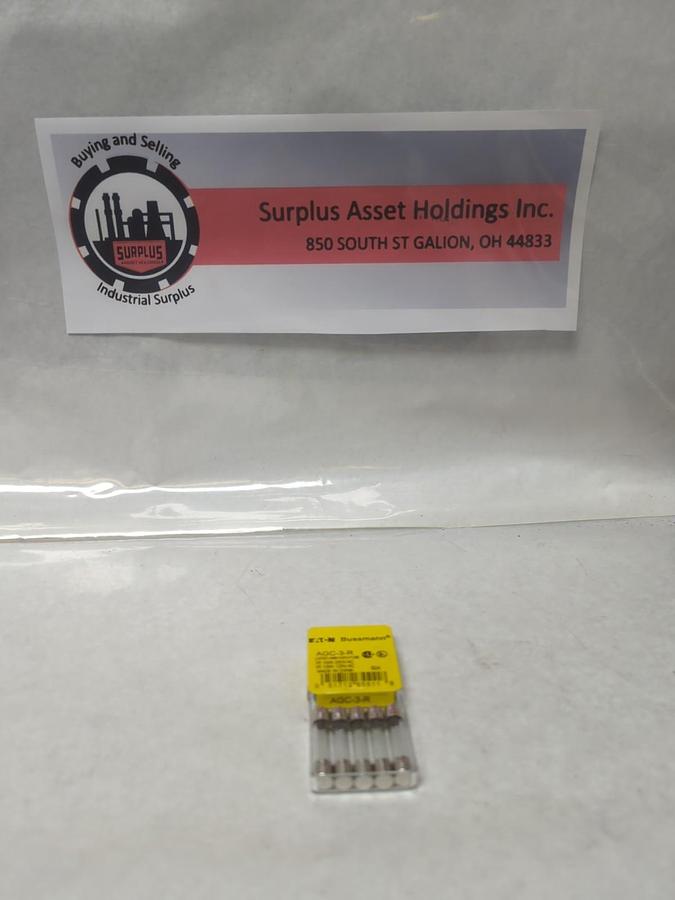 Buying and Selling
SURPLUS
Industrial Surplus
Surplus Asset Holdings Inc.
850 SOUTH ST GALION, OH 44833
EAT•N Bussmann
AGC-3-R
AGC-3-R